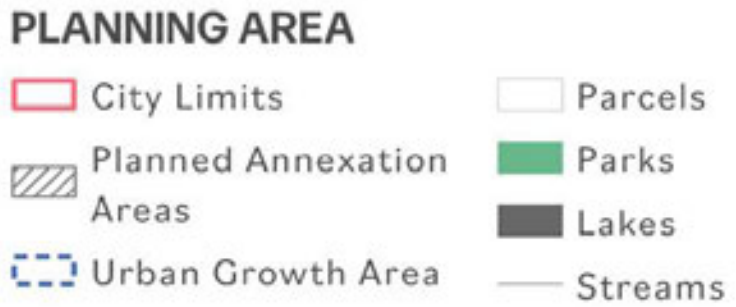 PLANNING AREA
City Limits
Planned Annexation
Areas
Urban Growth Area
Parcels
Parks
Lakes
Streams